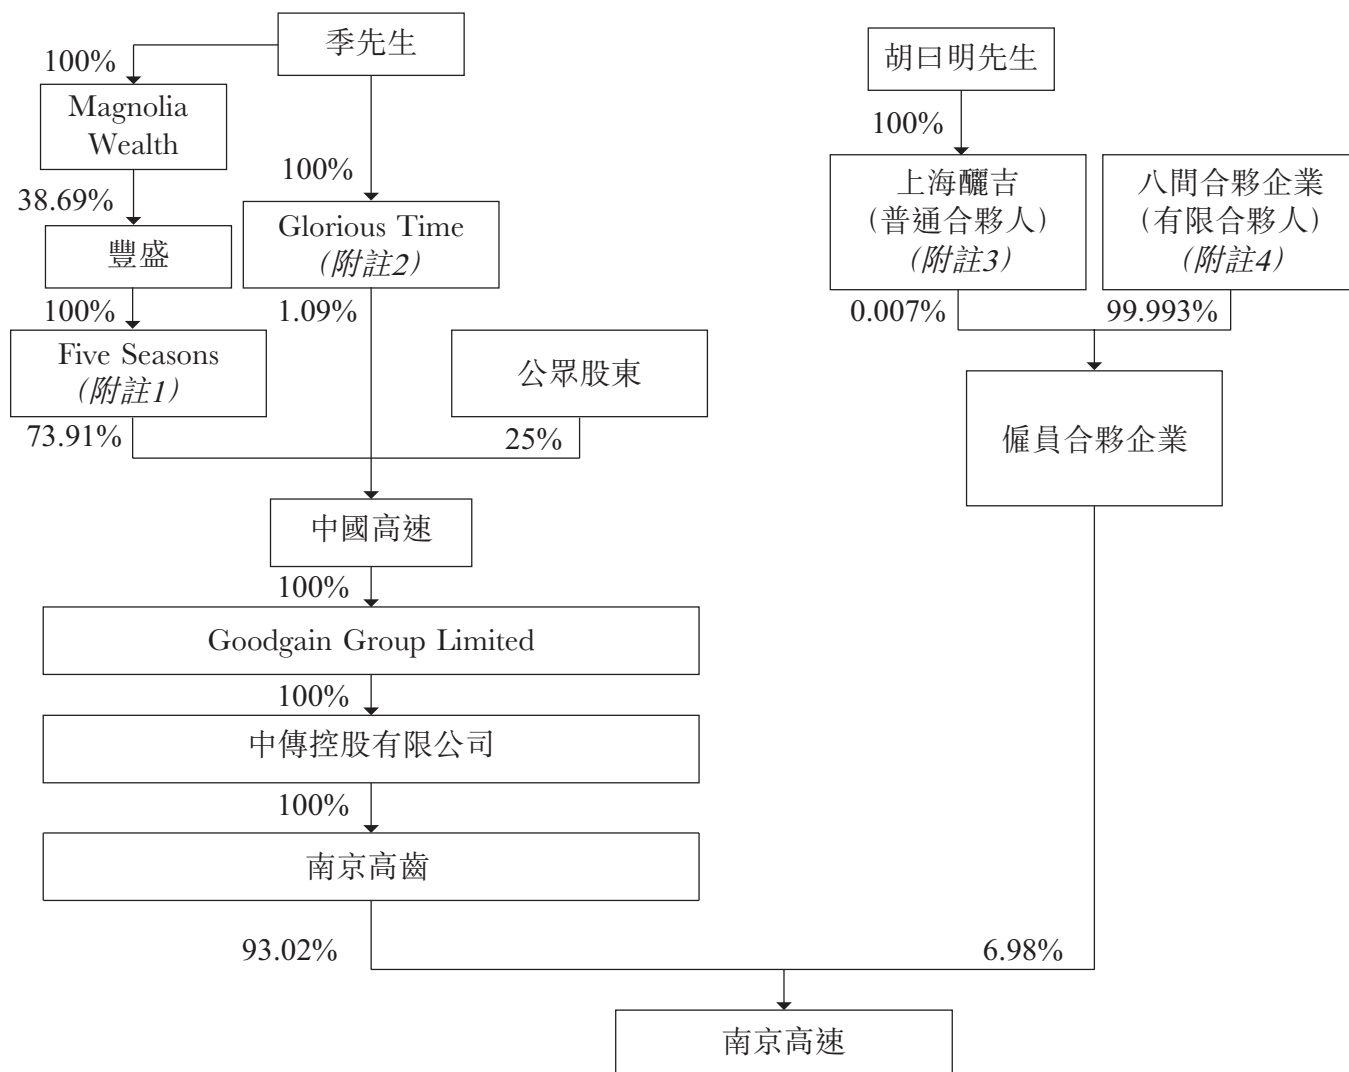 季先生
100%
Magnolia
Wealth
38.69%
豐盛
100%
Five Seasons
（附註1）
73.91%
100%
Glorious Time
（附註2）
1.09%
公眾股東
25%
中國高速
100%
Goodgain Group Limited
100%
中傳控股有限公司
100%
南京高齒
93.02%
胡曰明先生
100%
上海釃吉
（普通合夥人）
（附註3）
0.007%
八間合夥企業
（有限合夥人）
（附註4）
99.993%
僱員合夥企業
6.98%
南京高速